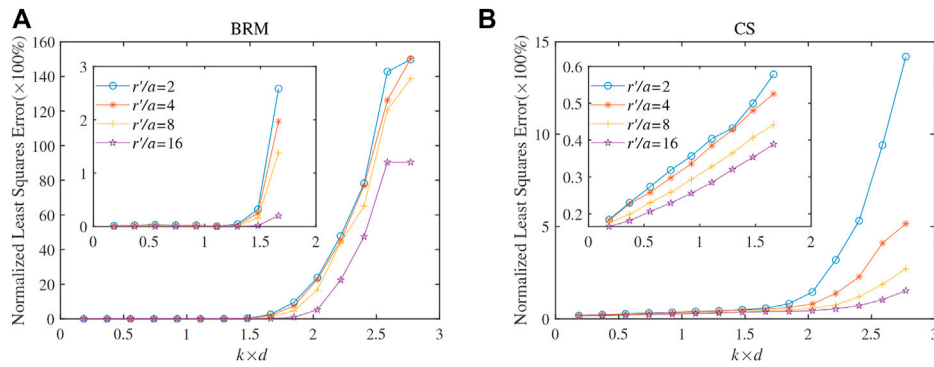 A
BRM
Normalized Least Squares Error(×100%)
160
140
120
100
80
60
40
20
0
0 0.5 1 1.5 2 2.5 3
k×d
3
2
1
0
0 0.5 1 1.5 2
r'/a=2
r'/a=4
r'/a=8
r'/a=16
B
CS
Normalized Least Squares Error(×100%)
15
10
5
0
0 0.5 1 1.5 2 2.5 3
k×d
0.6
0.5
0.4
0.3
0.2
0 0.5 1 1.5 2
r'/a=2
r'/a=4
r'/a=8
r'/a=16